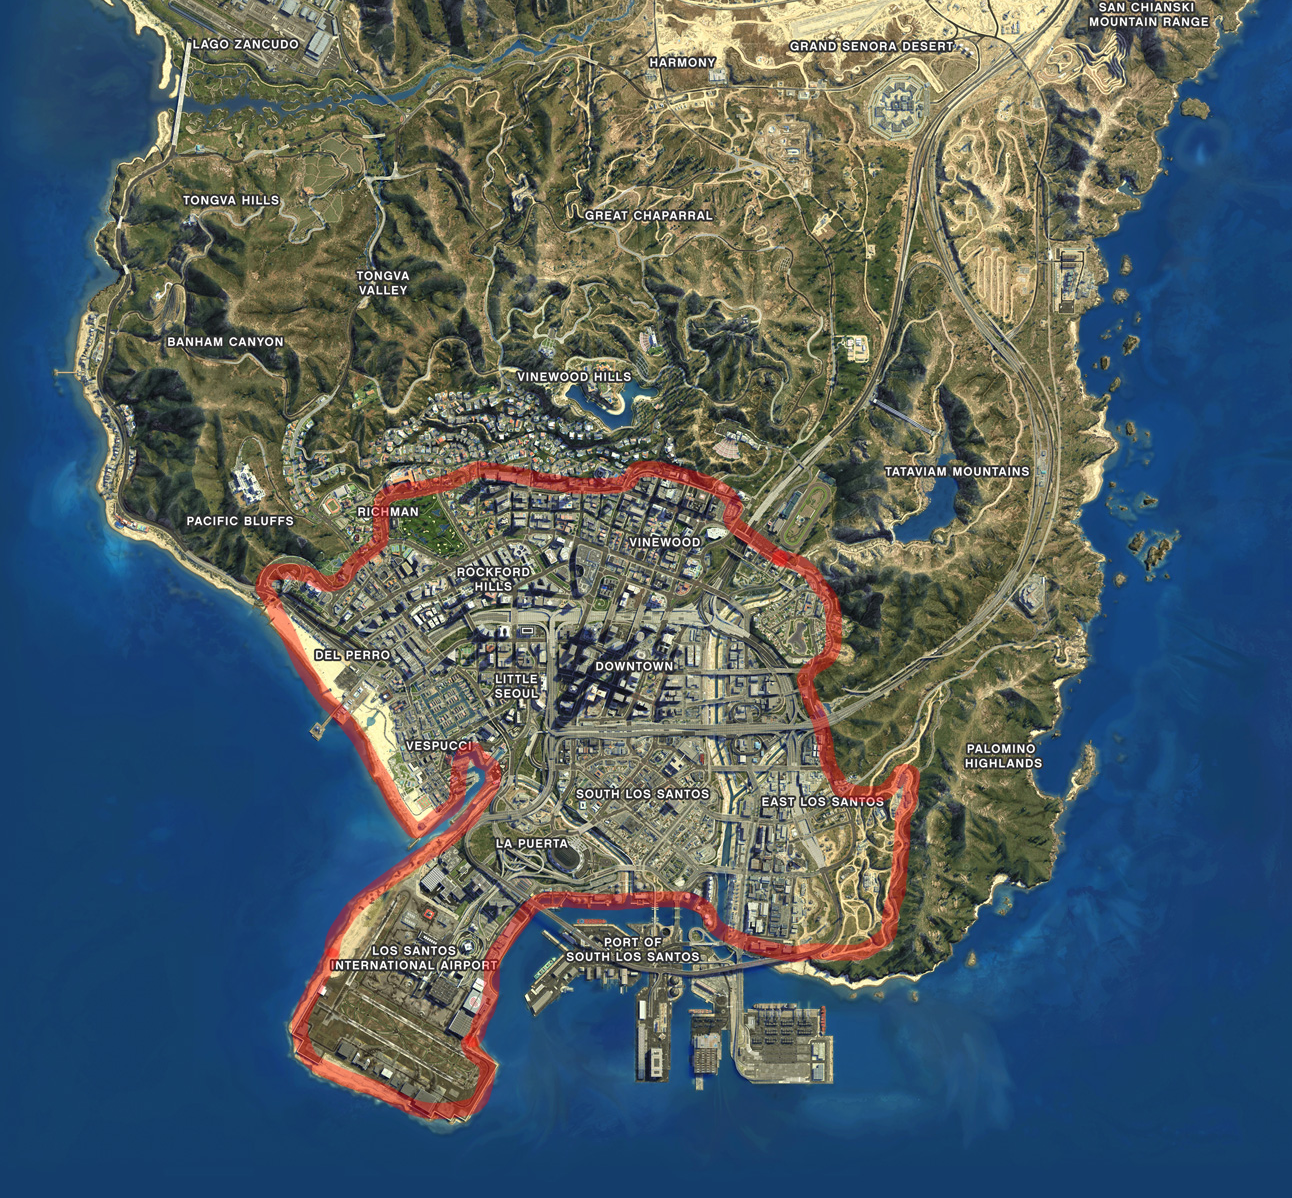 SAN CHIANSKI
MOUNTAIN RANGE
LAGO ZANCUDO
GRAND SENORA DESERT
HARMONY
TONGVA HILLS
GREAT CHAPARRAL
TONGVA
VALLEY
BANHAM CANYON
VINEWOOD HILLS
TATAVIAM MOUNTAINS
RICHMAN
PACIFIC BLUFFS
VINEWOOD
ROCKFORD
HILLS
DEL PERRO
DOWNTOWN
LITTLE
SEOUL
VESPUCCI
PALOMINO
HIGHLANDS
SOUTH LOS SANTOS
EAST LOS SANTOS
LA PUERTA
PORT OF
SOUTH LOS SANTOS
LOS SANTOS
INTERNATIONAL AIRPORT